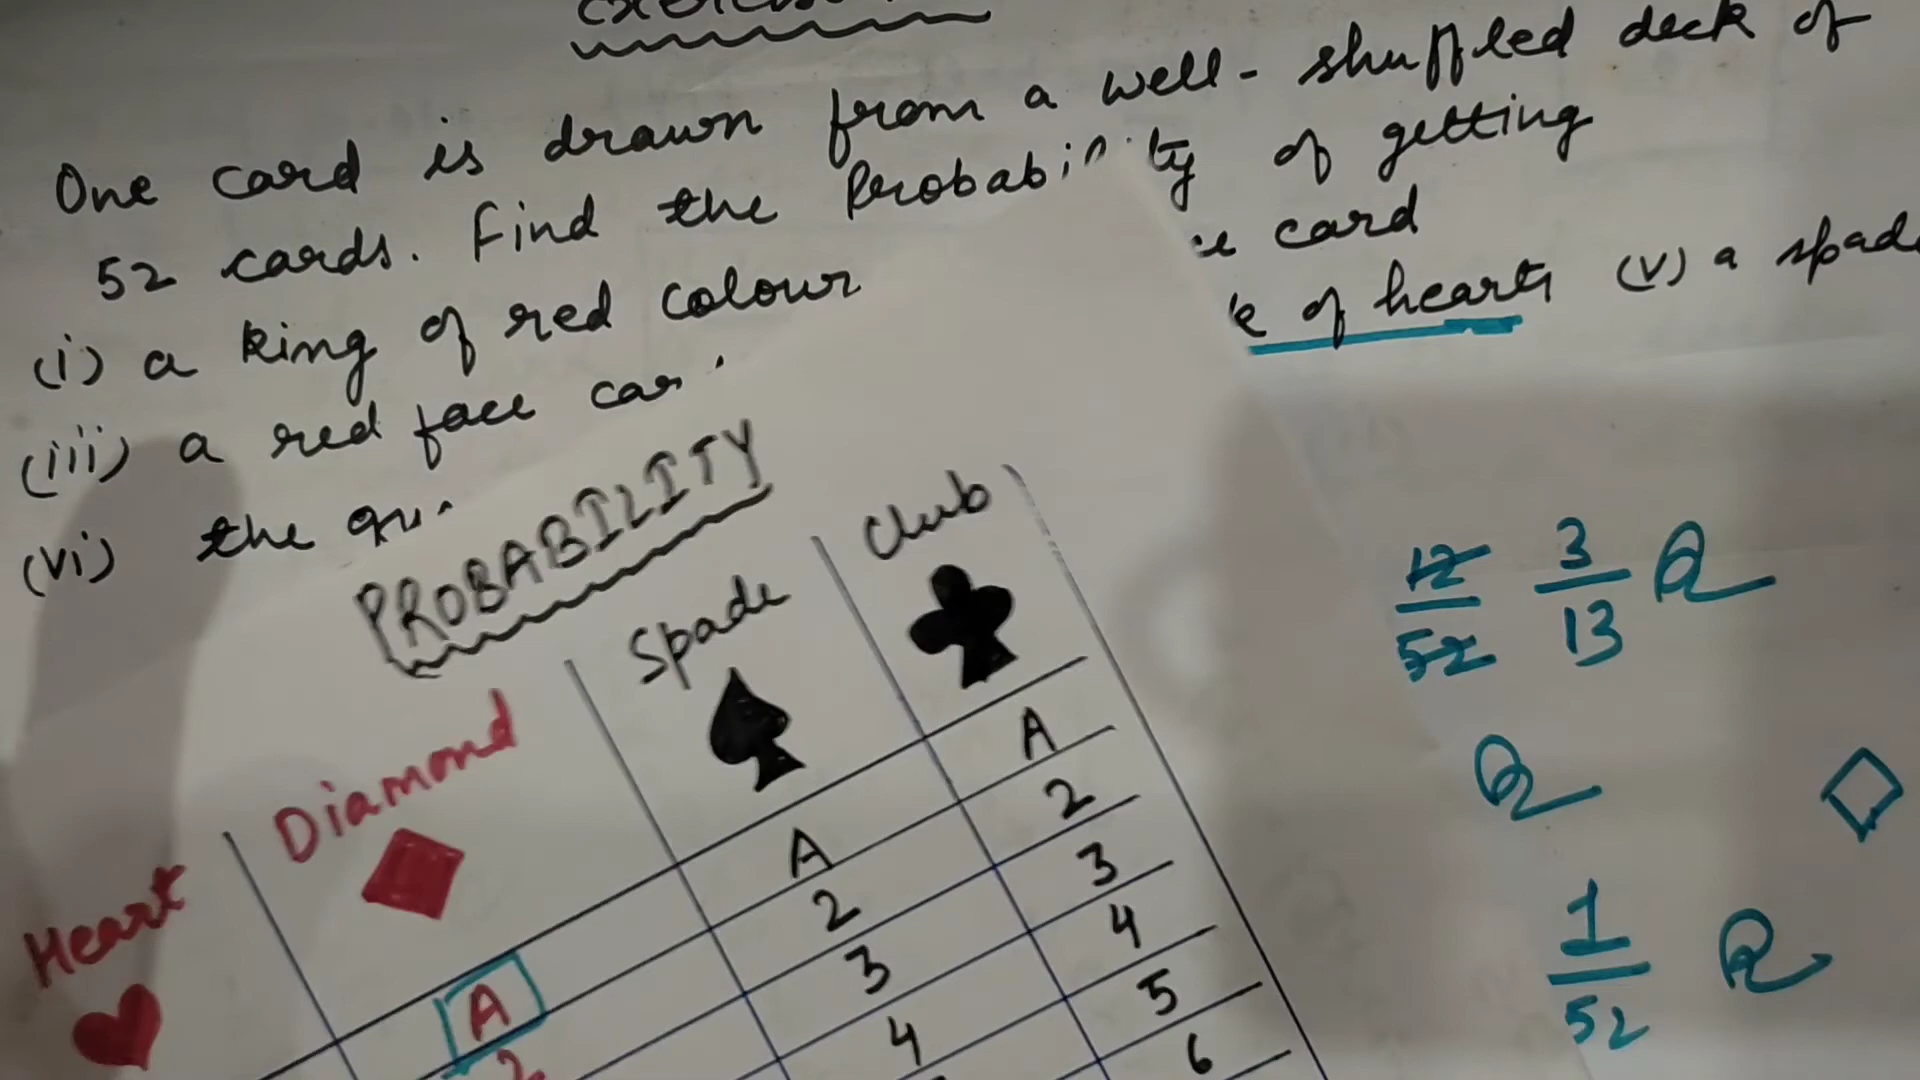 One card is drawn from a well-shuffled deck of
52 cards. Find the Probability of getting
(i) a king of red colour card
(iii) a red face of hearts (v) a spade
(vi) the
PROBABILITY
Heart Diamond Spade Club
A A A
2 2 2
3 3
4 4
5
6
12/52 3/13
1/52